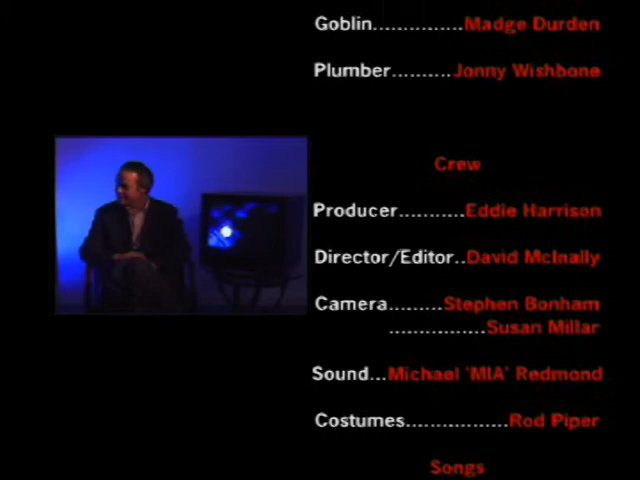 Goblin..............Madge Durden
Plumber..........Jonny Wishbone
Crew
Producer...........Eddie Harrison
Director/Editor..David McInally
Camera.........Stephen Bonham
................Susan Millar
Sound...Michael 'MIA' Redmond
Costumes.................Rod Piper
Songs